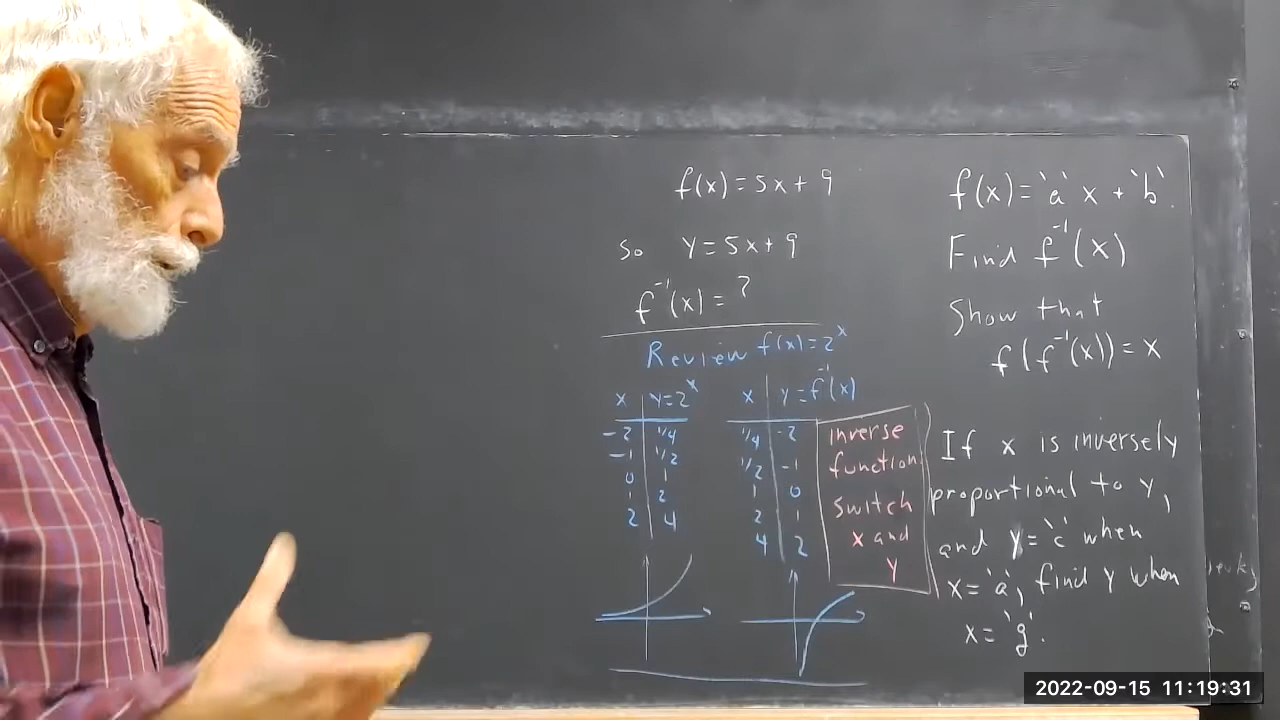 f(x) = 5x + 9
so y = 5x + 9
f⁻¹(x) = ?
Review f(x) = 2ˣ
x y = 2ˣ
-2 1/4
-1 1/2
0 1
1 2
2 4
x y = f⁻¹(x)
1/4 -2
1/2 -1
1 0
2 1
4 2
inverse
function
switch
x and
y
f(x) = 'a' x + 'b'.
Find f⁻¹(x)
Show that
f(f⁻¹(x)) = x
If x is inversely
proportional to y,
and y = 'c' when
x = 'a', find y when
x = 'g'.
2022-09-15 11:19:31